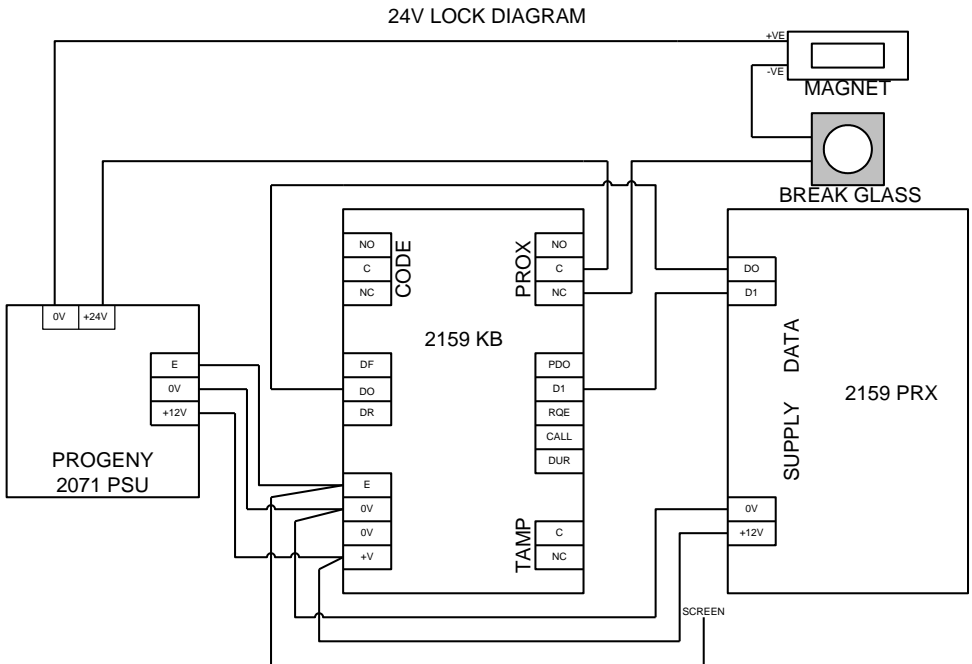 24V LOCK DIAGRAM
+VE
-VE
MAGNET
BREAK GLASS
0V
+24V
E
0V
+12V
PROGENY
2071 PSU
NO
C
NC
CODE
PROX
NO
C
NC
2159 KB
DF
DO
DR
PDO
D1
RQE
CALL
DUR
E
0V
0V
+V
TAMP
C
NC
DO
D1
SUPPLY DATA
2159 PRX
0V
+12V
SCREEN